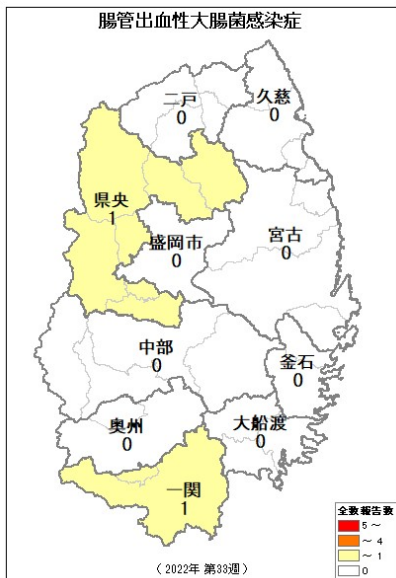 腸管出血性大腸菌感染症
二戸
0
久慈
0
県央
1
盛岡市
0
宮古
0
中部
0
釜石
0
奥州
0
大船渡
0
一関
1
全数報告数
5 ~
~ 4
~ 1
0
( 2022年 第33週 )